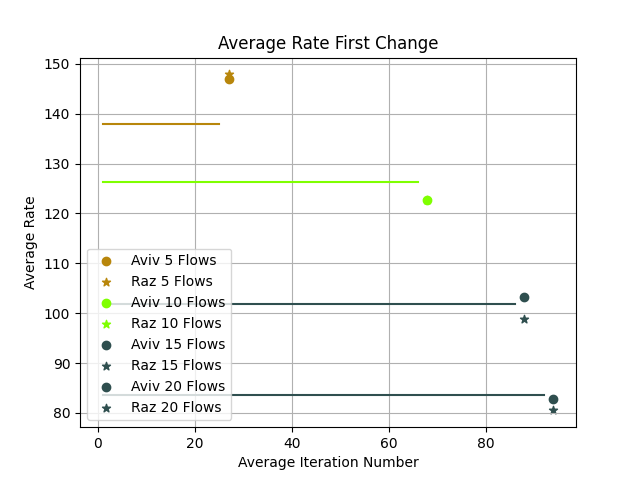 Average Rate First Change
Average Rate
150
140
130
120
110
100
90
80
Aviv 5 Flows
Raz 5 Flows
Aviv 10 Flows
Raz 10 Flows
Aviv 15 Flows
Raz 15 Flows
Aviv 20 Flows
Raz 20 Flows
0 20 40 60 80
Average Iteration Number